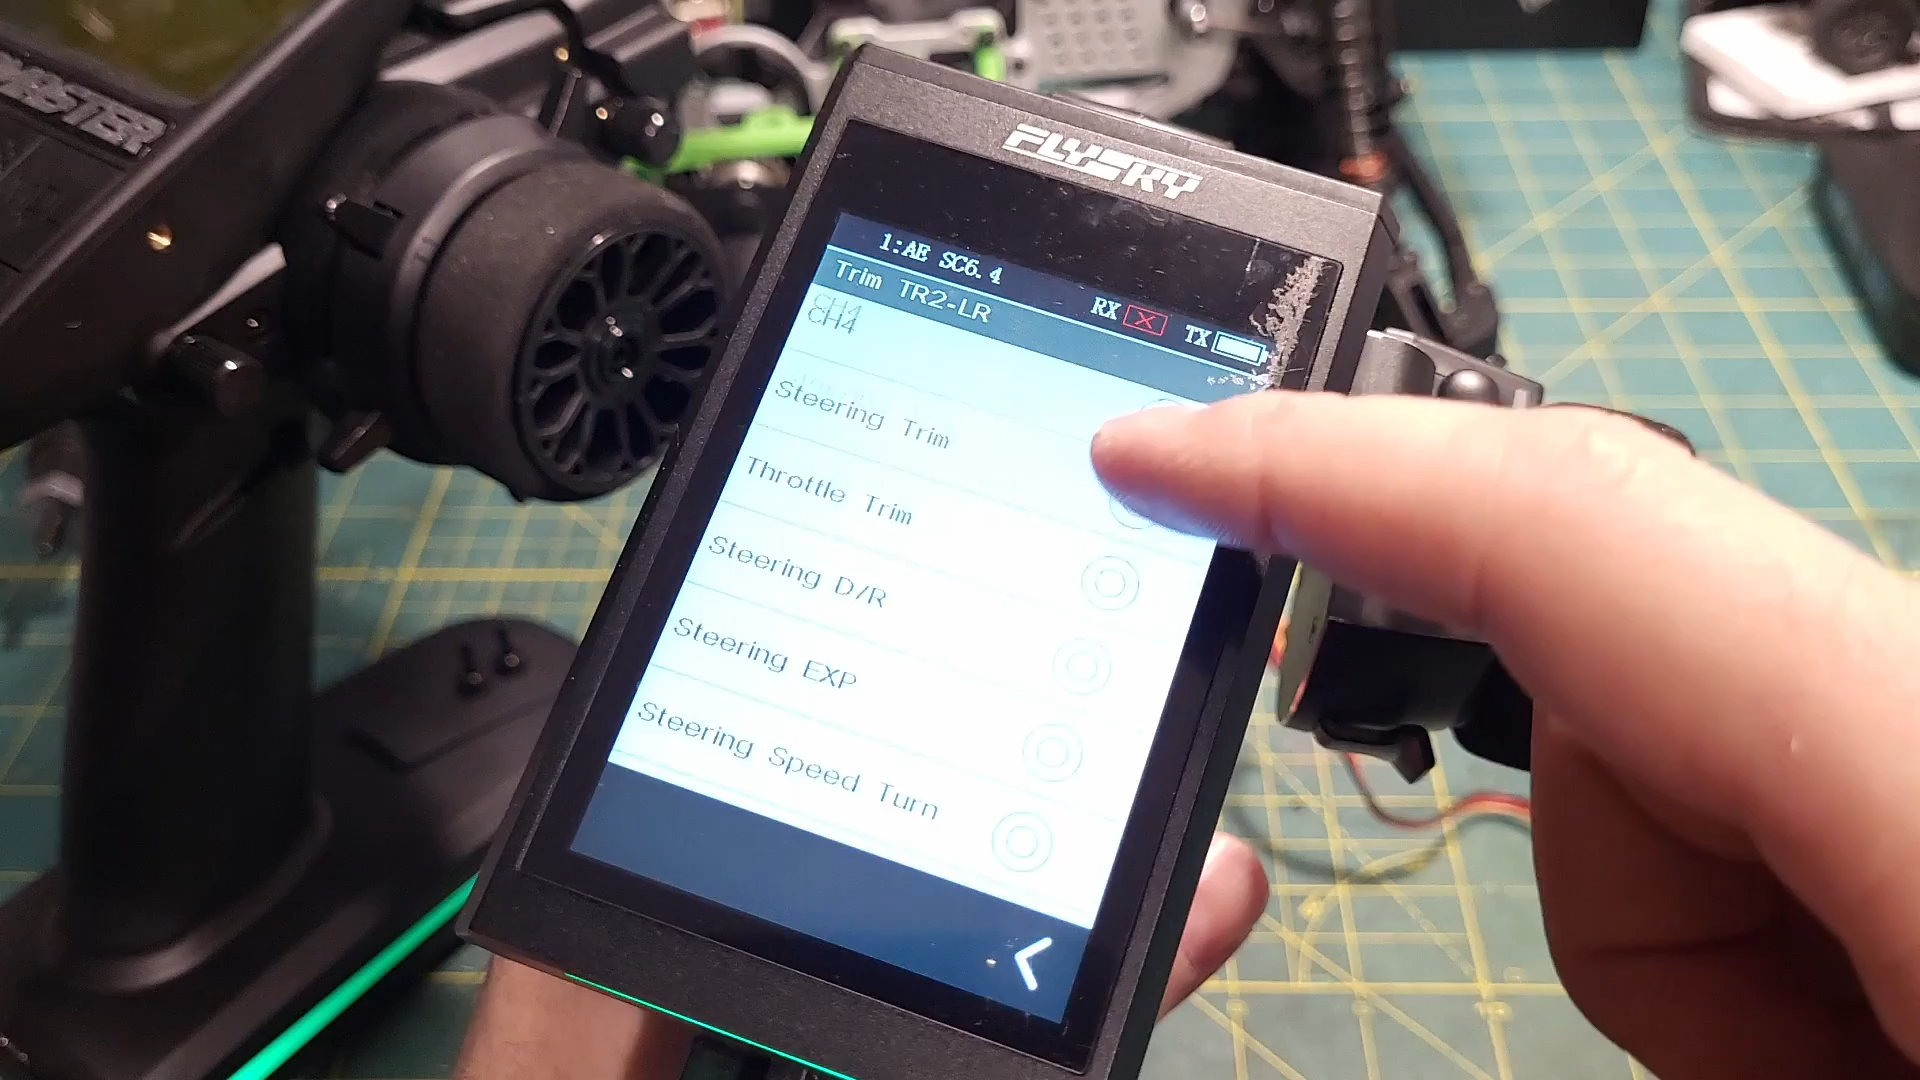 FLYSKY
1:AE SC6.4
RX TX
Trim TR2-LR
CH4
Steering Trim
Throttle Trim
Steering D/R
Steering EXP
Steering Speed Turn